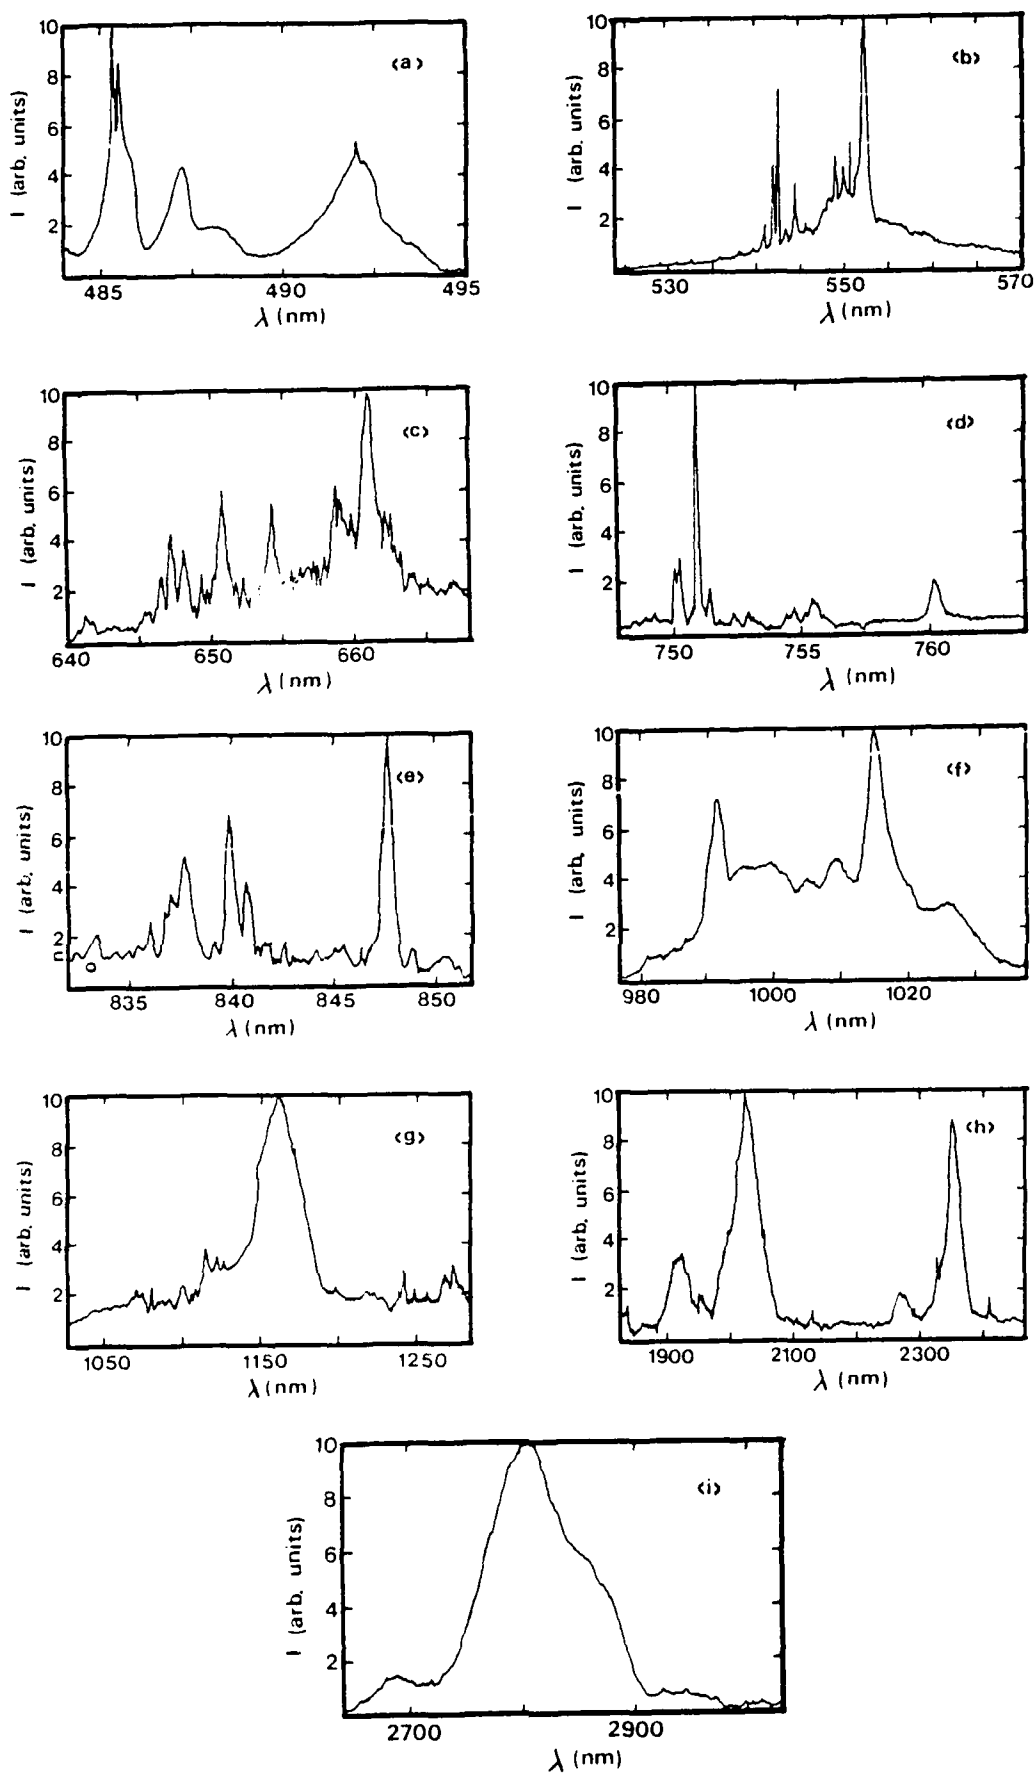 10
8
6
4
2
I (arb. units)
<a>
485 490 495
λ (nm)
10
8
6
4
2
I (arb. units)
<b>
530 550 570
λ (nm)
10
8
6
4
2
I (arb. units)
<c>
640 650 660
λ (nm)
10
8
6
4
2
I (arb. units)
<d>
750 755 760
λ (nm)
10
8
6
4
2
I (arb. units)
<e>
835 840 845 850
λ (nm)
10
8
6
4
2
I (arb. units)
<f>
980 1000 1020
λ (nm)
10
8
6
4
2
I (arb. units)
<g>
1050 1150 1250
λ (nm)
10
8
6
4
2
I (arb. units)
<h>
1900 2100 2300
λ (nm)
10
8
6
4
2
I (arb. units)
<i>
2700 2900
λ (nm)